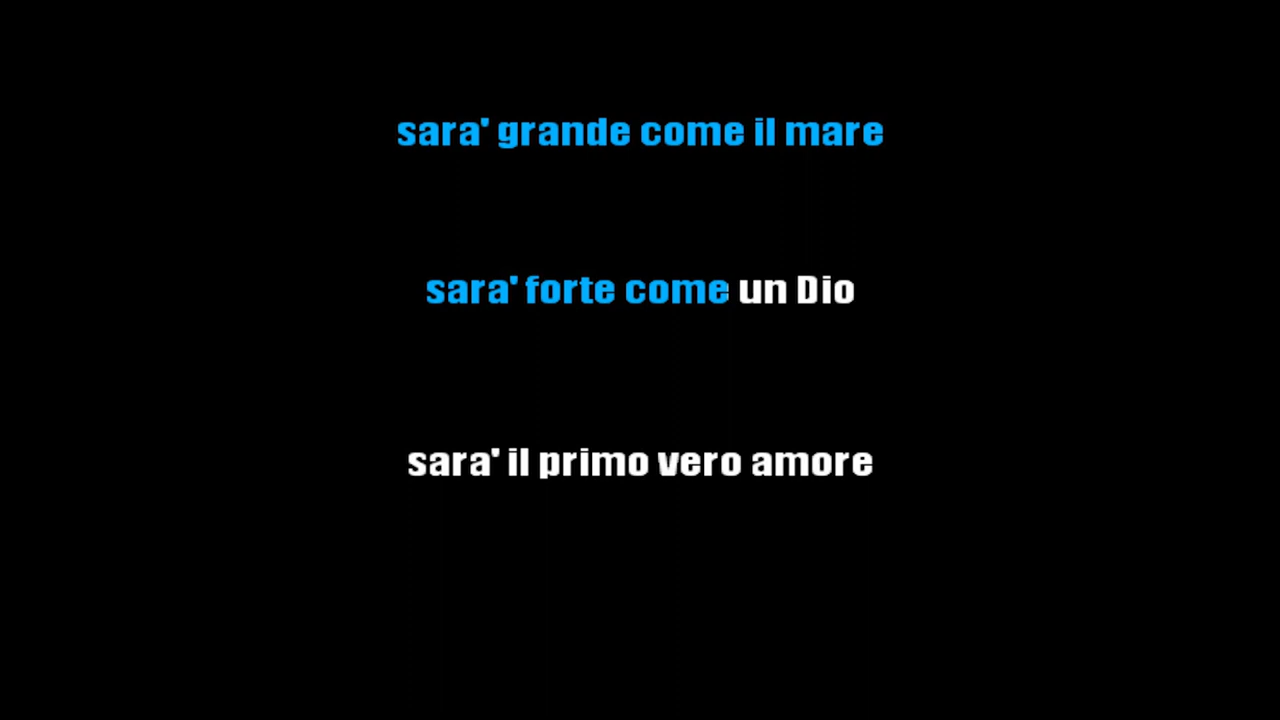 sara' grande come il mare
sara' forte come un Dio
sara' il primo vero amore